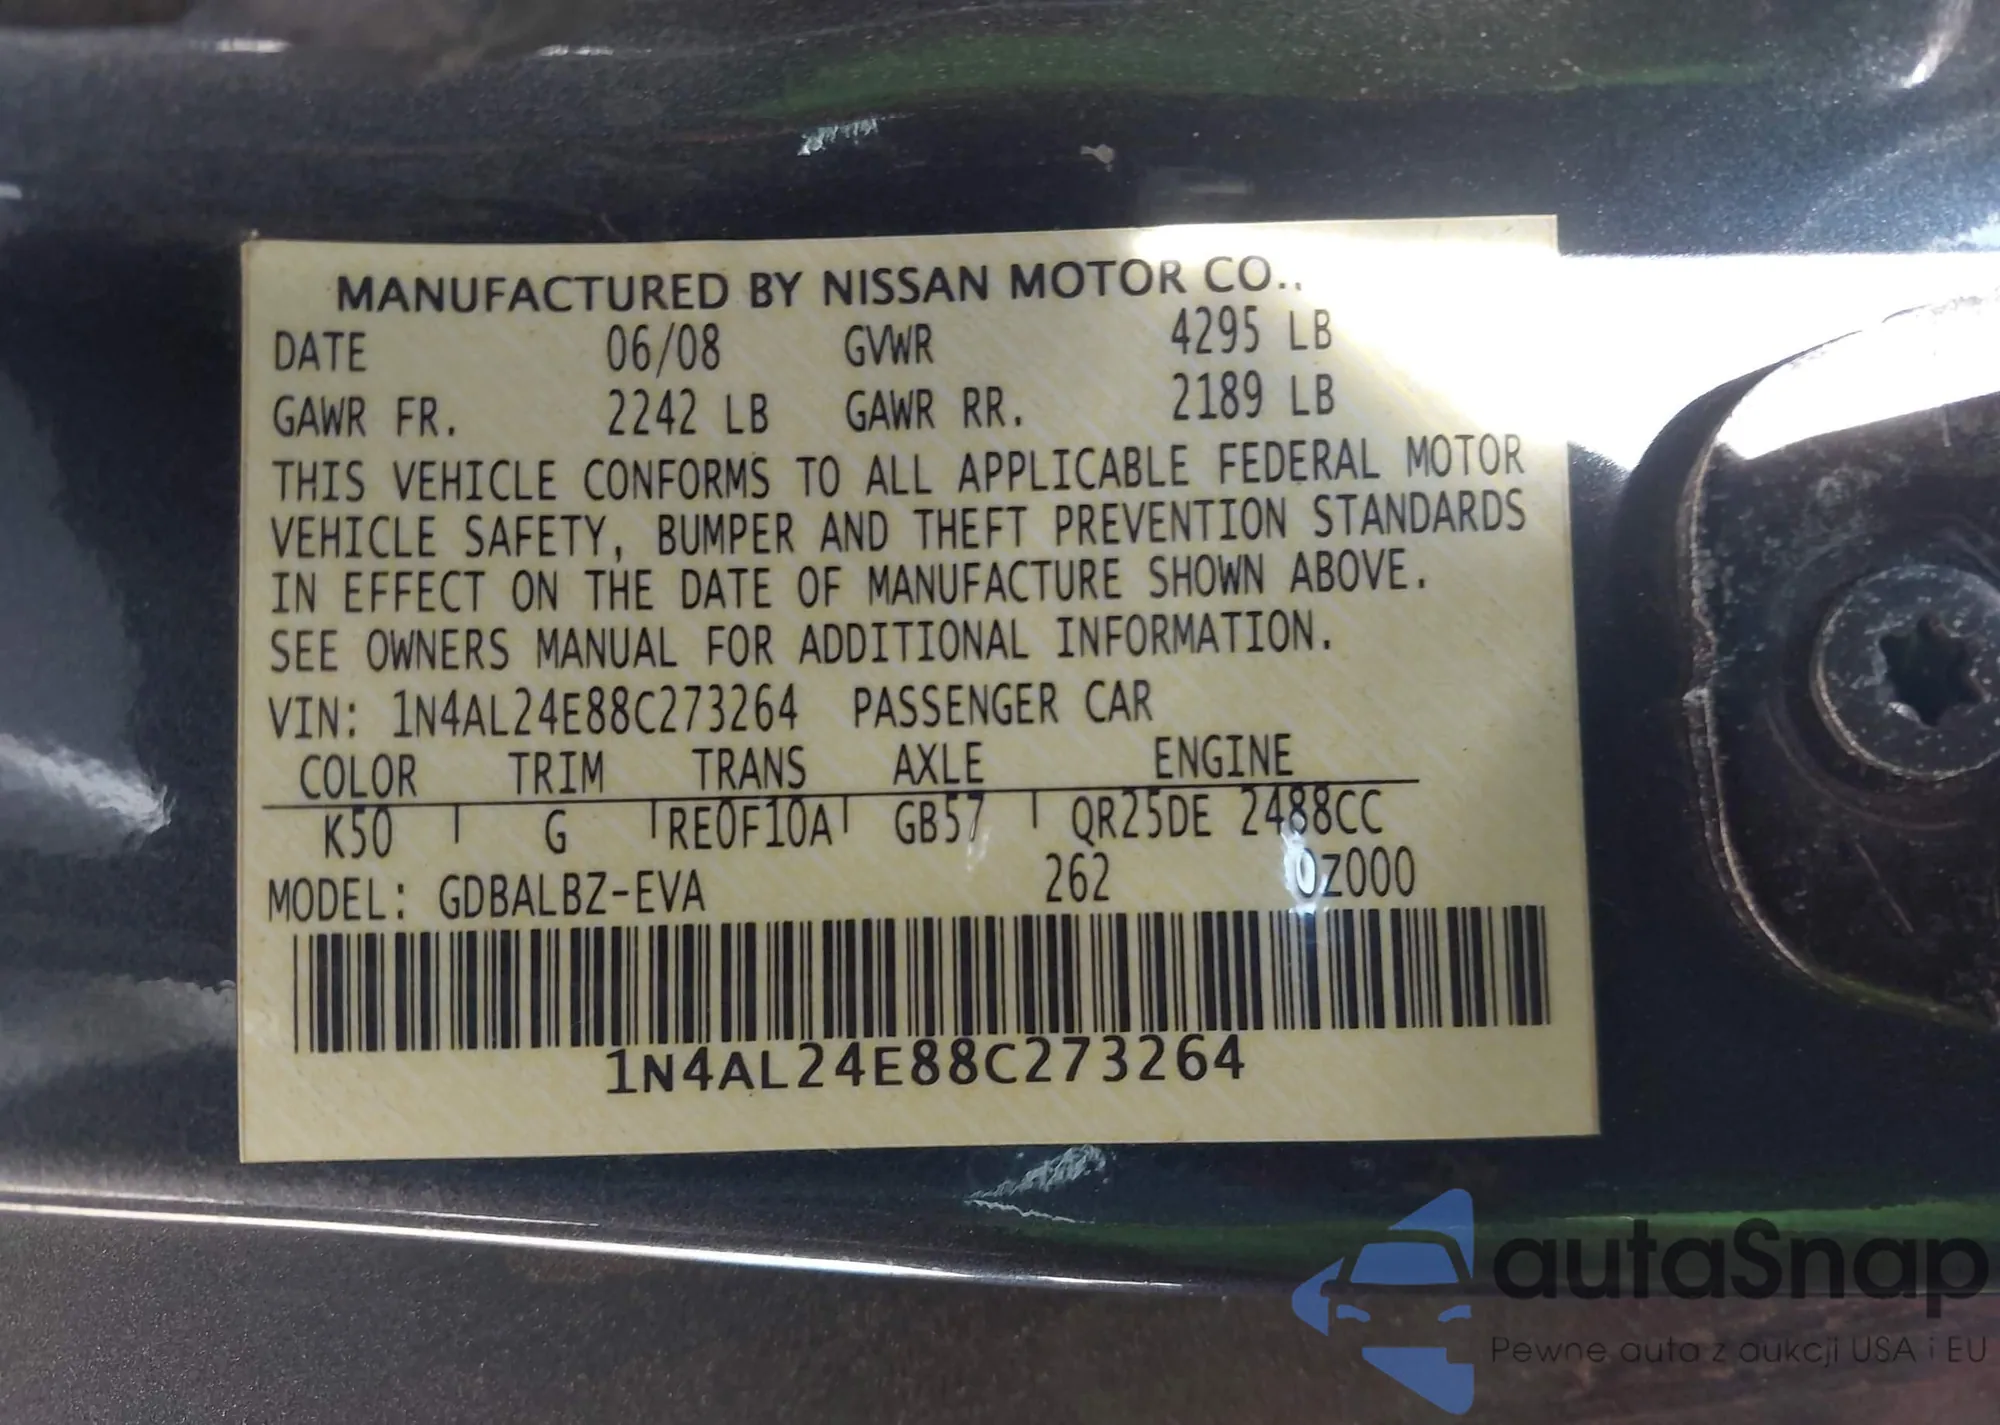 MANUFACTURED BY NISSAN MOTOR CO.,
DATE 06/08 GVWR 4295 LB
GAWR FR. 2242 LB GAWR RR. 2189 LB
THIS VEHICLE CONFORMS TO ALL APPLICABLE FEDERAL MOTOR
VEHICLE SAFETY, BUMPER AND THEFT PREVENTION STANDARDS
IN EFFECT ON THE DATE OF MANUFACTURE SHOWN ABOVE.
SEE OWNERS MANUAL FOR ADDITIONAL INFORMATION.
VIN: 1N4AL24E88C273264 PASSENGER CAR
COLOR TRIM TRANS AXLE ENGINE
K50 G RE0F10A GB57 QR25DE 2488CC
MODEL: GDBALBZ-EVA 262 0Z000
1N4AL24E88C273264
autaSnap
Pewne auta z aukcji USA i EU